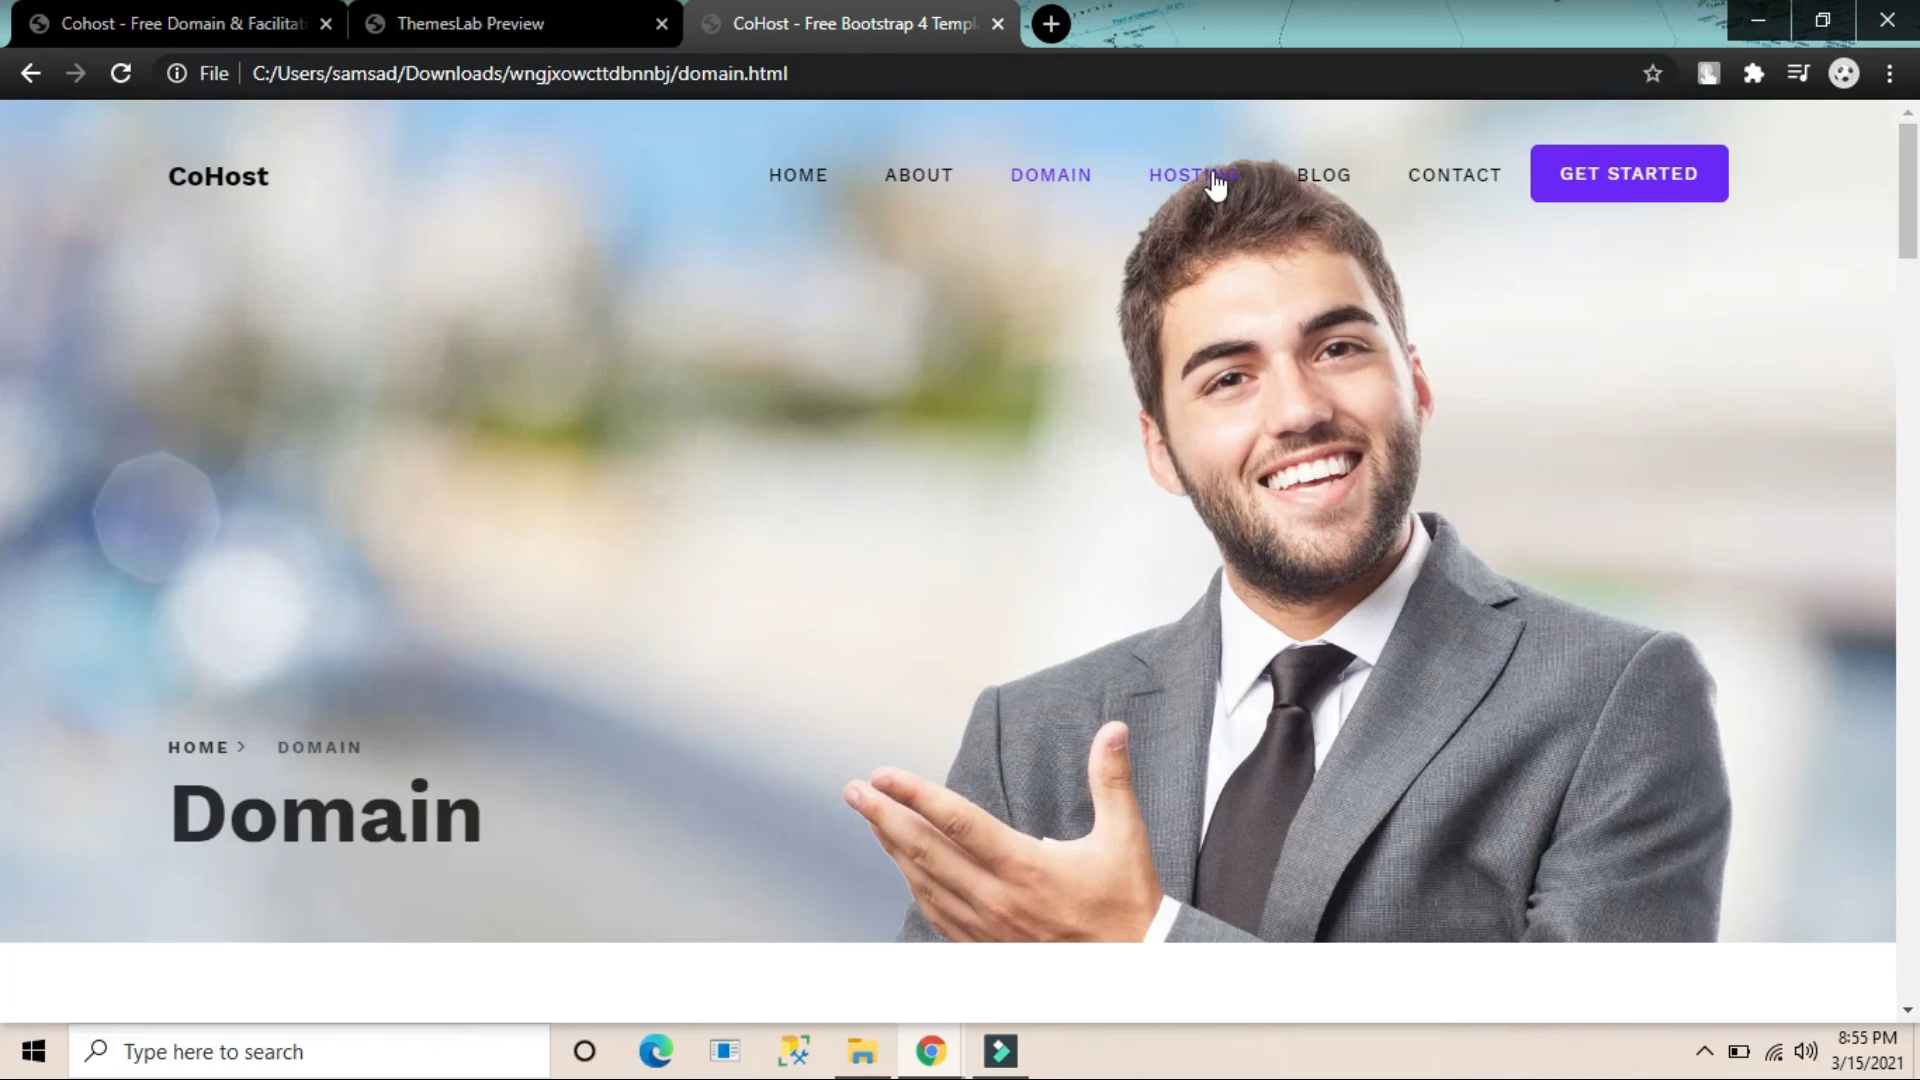 Cohost - Free Domain & Facilitat
ThemesLab Preview
CoHost - Free Bootstrap 4 Templ
File
C:/Users/samsad/Downloads/wngjxowcttdbnnbj/domain.html
CoHost
HOME
ABOUT
DOMAIN
HOSTING
BLOG
CONTACT
GET STARTED
HOME >
DOMAIN
Domain
Type here to search
8:55 PM
3/15/2021